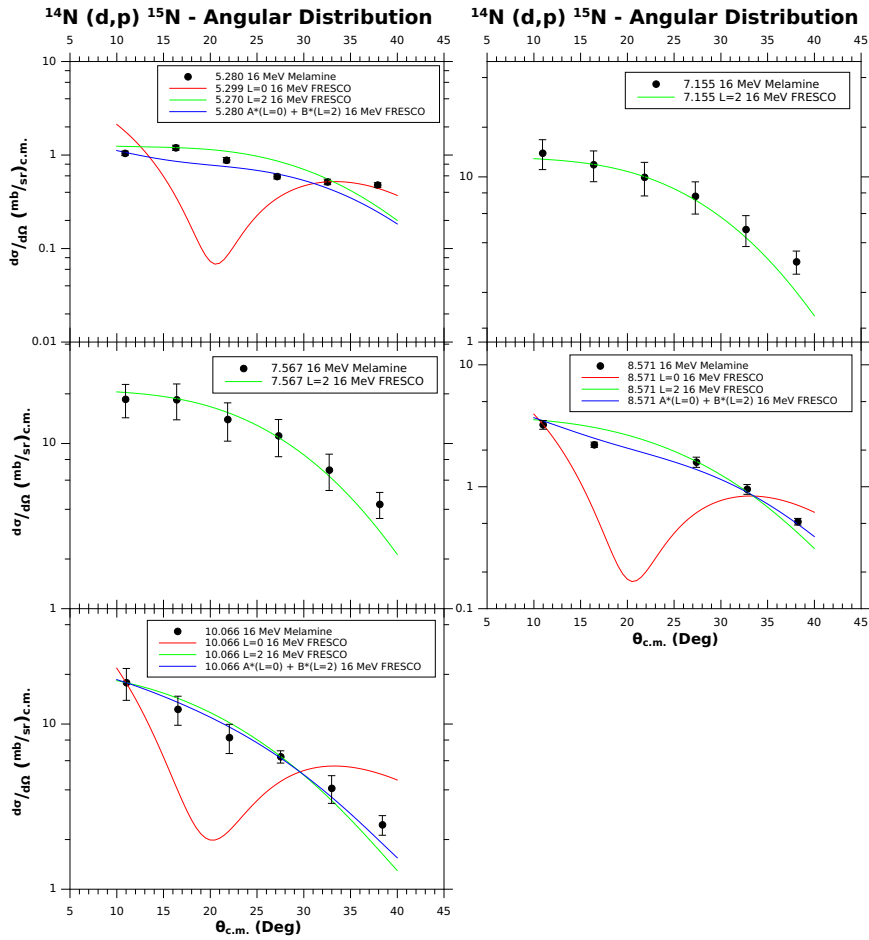 14N (d,p) 15N - Angular Distribution
14N (d,p) 15N - Angular Distribution
5 10 15 20 25 30 35 40 45
10
1
0.1
0.01
dσ/dΩ (mb/sr)c.m.
5.280 16 MeV Melamine
5.299 L=0 16 MeV FRESCO
5.270 L=2 16 MeV FRESCO
5.280 A*(L=0) + B*(L=2) 16 MeV FRESCO
5 10 15 20 25 30 35 40 45
10
1
7.155 16 MeV Melamine
7.155 L=2 16 MeV FRESCO
10
1
dσ/dΩ (mb/sr)c.m.
7.567 16 MeV Melamine
7.567 L=2 16 MeV FRESCO
10
1
0.1
8.571 16 MeV Melamine
8.571 L=0 16 MeV FRESCO
8.571 L=2 16 MeV FRESCO
8.571 A*(L=0) + B*(L=2) 16 MeV FRESCO
5 10 15 20 25 30 35 40 45
θc.m. (Deg)
10
1
dσ/dΩ (mb/sr)c.m.
10.066 16 MeV Melamine
10.066 L=0 16 MeV FRESCO
10.066 L=2 16 MeV FRESCO
10.066 A*(L=0) + B*(L=2) 16 MeV FRESCO
5 10 15 20 25 30 35 40 45
θc.m. (Deg)